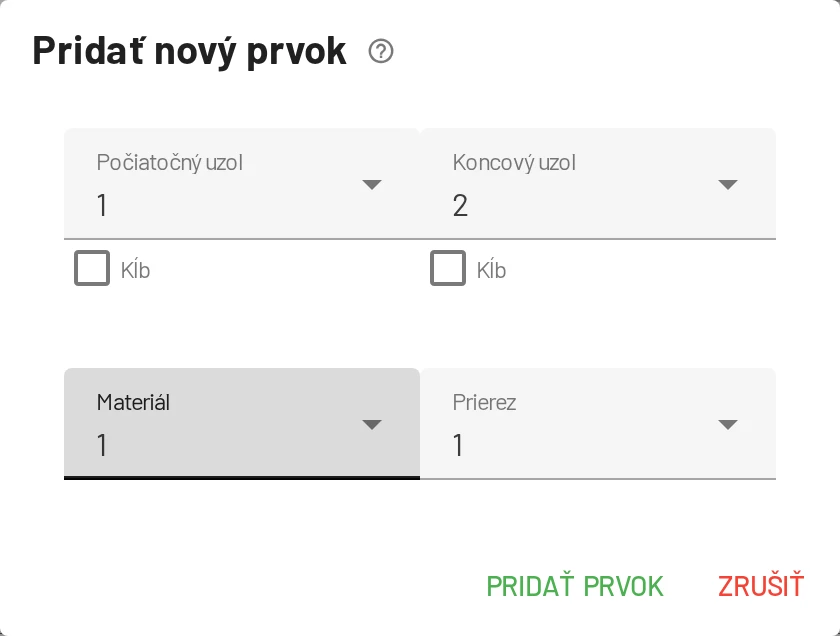 Pridať nový prvok ?
Počiatočný uzol Koncový uzol
1 2
Kĺb Kĺb
Materiál Prierez
1 1
PRIDAŤ PRVOK ZRUŠIŤ